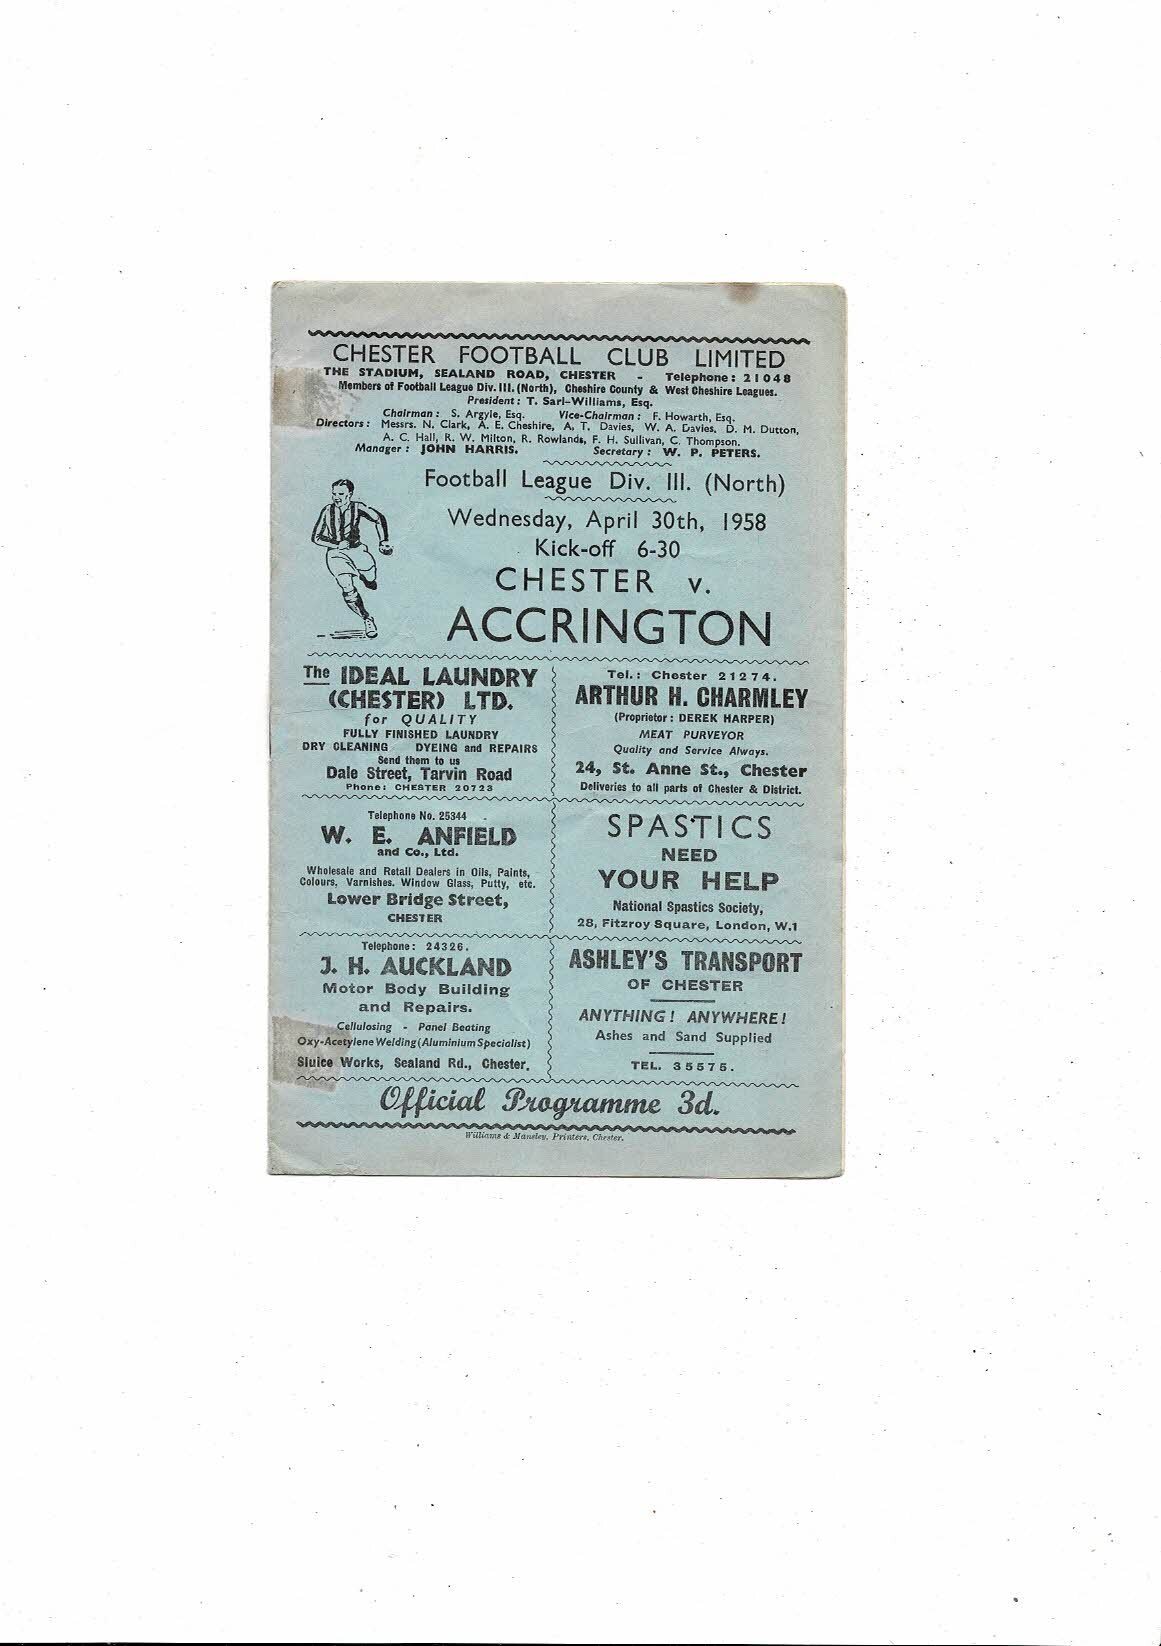 CHESTER FOOTBALL CLUB LIMITED
THE STADIUM, SEALAND ROAD, CHESTER - Telephone: 21048
Members of Football League Div. III. (North), Cheshire County & West Cheshire Leagues.
President: T. Sarl-Williams, Esq.
Chairman: S. Argyle, Esq. Vice-Chairman: F. Howarth, Esq.
Directors: Messrs. N. Clark, A. E. Cheshire, A. T. Davies, W. A. Davies, D. M. Dutton,
A. C. Hall, R. W. Milton, R. Rowlands, F. H. Sullivan, C. Thompson.
Manager: JOHN HARRIS. Secretary: W. P. PETERS.
Football League Div. III. (North)
Wednesday, April 30th, 1958
Kick-off 6-30
CHESTER v.
ACCRINGTON
The IDEAL LAUNDRY
(CHESTER) LTD.
for QUALITY
FULLY FINISHED LAUNDRY
DRY CLEANING DYEING and REPAIRS
Send them to us
Dale Street, Tarvin Road
Phone: CHESTER 20723
Tel.: Chester 21274.
ARTHUR H. CHARMLEY
(Proprietor: DEREK HARPER)
MEAT PURVEYOR
Quality and Service Always.
24, St. Anne St., Chester
Deliveries to all parts of Chester & District.
Telephone No. 25344
W. E. ANFIELD
and Co., Ltd.
Wholesale and Retail Dealers in Oils, Paints,
Colours, Varnishes. Window Glass, Putty, etc.
Lower Bridge Street,
CHESTER
SPASTICS
NEED
YOUR HELP
National Spastics Society,
28, Fitzroy Square, London, W.1
Telephone: 24326.
J. H. AUCKLAND
Motor Body Building
and Repairs.
Cellulosing - Panel Beating
Oxy-Acetylene Welding (Aluminium Specialist)
Sluice Works, Sealand Rd., Chester.
ASHLEY'S TRANSPORT
OF CHESTER
ANYTHING! ANYWHERE!
Ashes and Sand Supplied
TEL. 35575.
Official Programme 3d.
Williams & Mansley, Printers, Chester.